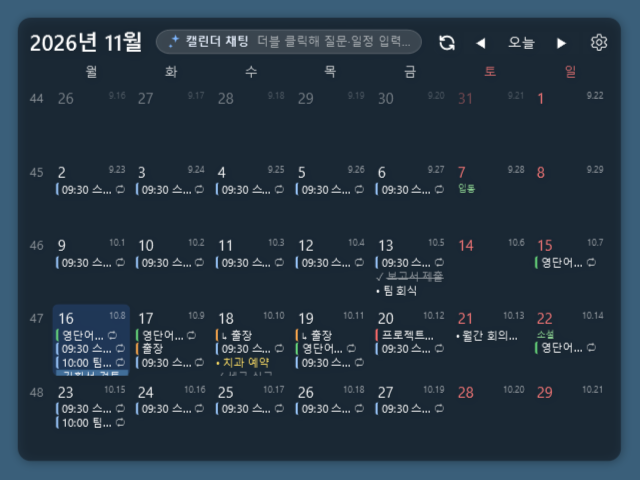 2026년 11월 캘린더 채팅 더블 클릭해 질문·일정 입력... 오늘
월 화 수 목 금 토 일
44 26 9.16 27 9.17 28 9.18 29 9.19 30 9.20 31 9.21 1 9.22
45 2 9.23 3 9.24 4 9.25 5 9.26 6 9.27 7 9.28 8 9.29
09:30 스... 09:30 스... 09:30 스... 09:30 스... 09:30 스... 입동
46 9 10.1 10 10.2 11 10.3 12 10.4 13 10.5 14 10.6 15 10.7
09:30 스... 09:30 스... 09:30 스... 09:30 스... 09:30 스... 영단어...
✓ 보고서 제출
• 팀 회식
47 16 10.8 17 10.9 18 10.10 19 10.11 20 10.12 21 10.13 22 10.14
영단어... 영단어... ↳ 출장 ↳ 출장 프로젝트... • 월간 회의... 소설
09:30 스... 출장 09:30 스... 영단어... 09:30 스... 영단어...
10:00 팀... 09:30 스... • 치과 예약 09:30 스...
48 23 10.15 24 10.16 25 10.17 26 10.18 27 10.19 28 10.20 29 10.21
09:30 스... 09:30 스... 09:30 스... 09:30 스... 09:30 스...
10:00 팀...